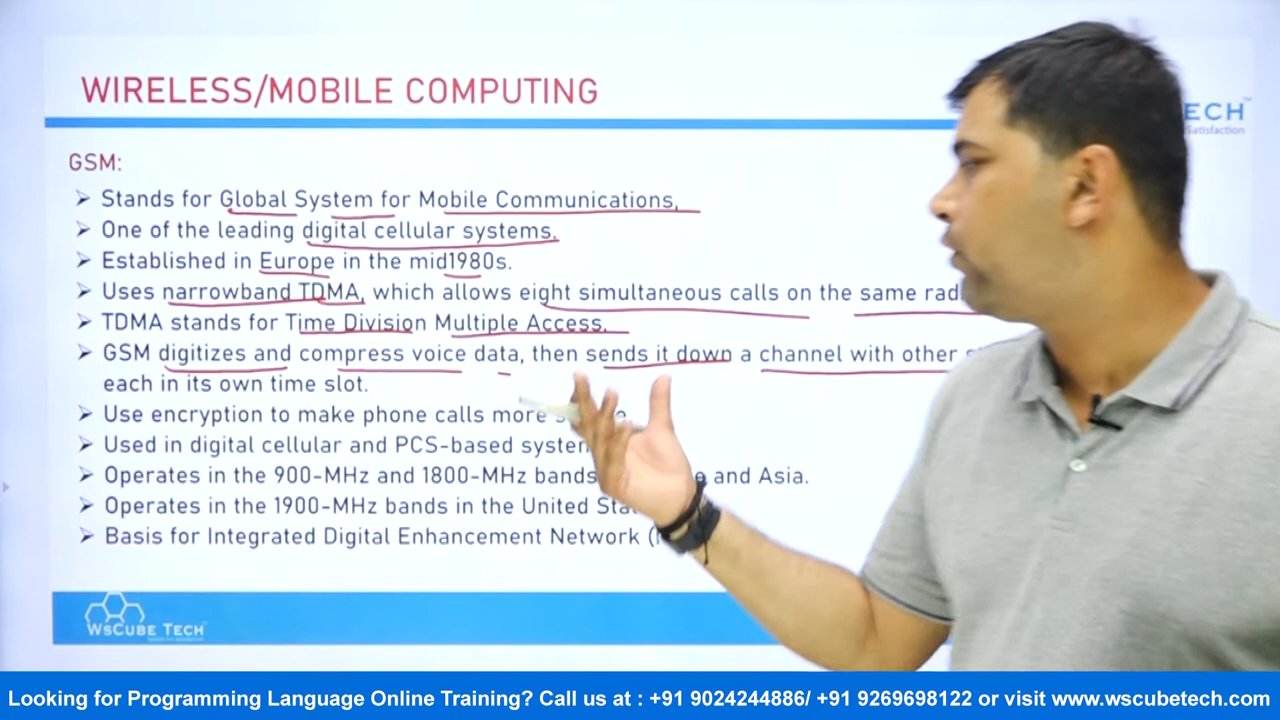 WIRELESS/MOBILE COMPUTING
ECH
Satisfaction
GSM:
➢ Stands for Global System for Mobile Communications,
➢ One of the leading digital cellular systems.
➢ Established in Europe in the mid1980s.
➢ Uses narrowband TDMA, which allows eight simultaneous calls on the same rad
➢ TDMA stands for Time Division Multiple Access.
➢ GSM digitizes and compress voice data, then sends it down a channel with other
each in its own time slot.
➢ Use encryption to make phone calls more
➢ Used in digital cellular and PCS-based system
➢ Operates in the 900-MHz and 1800-MHz bands and Asia.
➢ Operates in the 1900-MHz bands in the United Sta
➢ Basis for Integrated Digital Enhancement Network (
WsCUBE TECH
Looking for Programming Language Online Training? Call us at : +91 9024244886/ +91 9269698122 or visit www.wscubetech.com